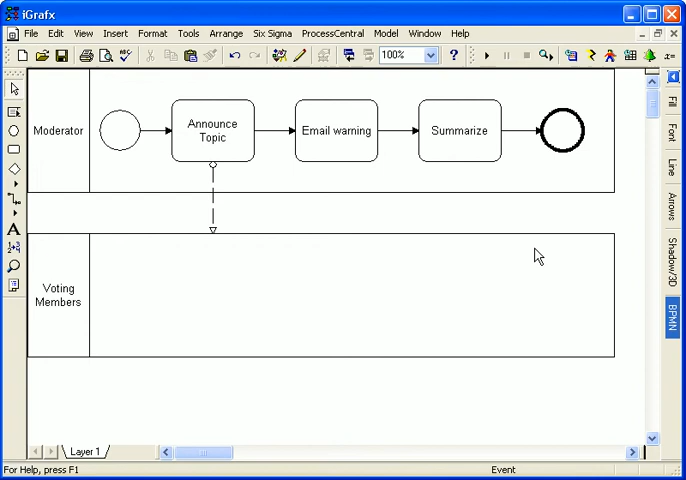 iGrafx
File Edit View Insert Format Tools Arrange Six Sigma ProcessCentral Model Window Help
100%
Fill
Font
Line
Arrows
Shadow/3D
BPMN
Moderator
Announce
Topic
Email warning
Summarize
Voting
Members
Layer 1
For Help, press F1
Event